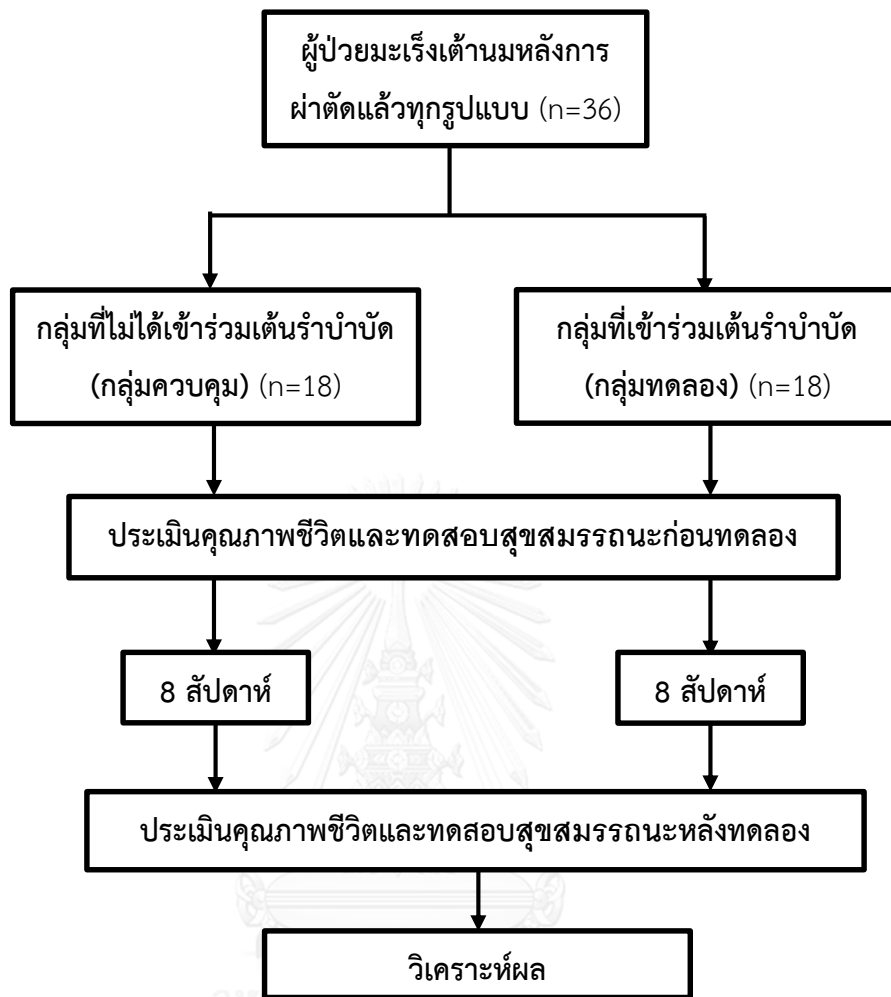 ผู้ป่วยมะเร็งเต้านมหลังการ
ผ่าตัดแล้วทุกรูปแบบ (n=36)
กลุ่มที่ไม่ได้เข้าร่วมเต้นรำบำบัด
(กลุ่มควบคุม) (n=18)
กลุ่มที่เข้าร่วมเต้นรำบำบัด
(กลุ่มทดลอง) (n=18)
ประเมินคุณภาพชีวิตและทดสอบสุขสมรรถนะก่อนทดลอง
8 สัปดาห์
8 สัปดาห์
ประเมินคุณภาพชีวิตและทดสอบสุขสมรรถนะหลังทดลอง
วิเคราะห์ผล